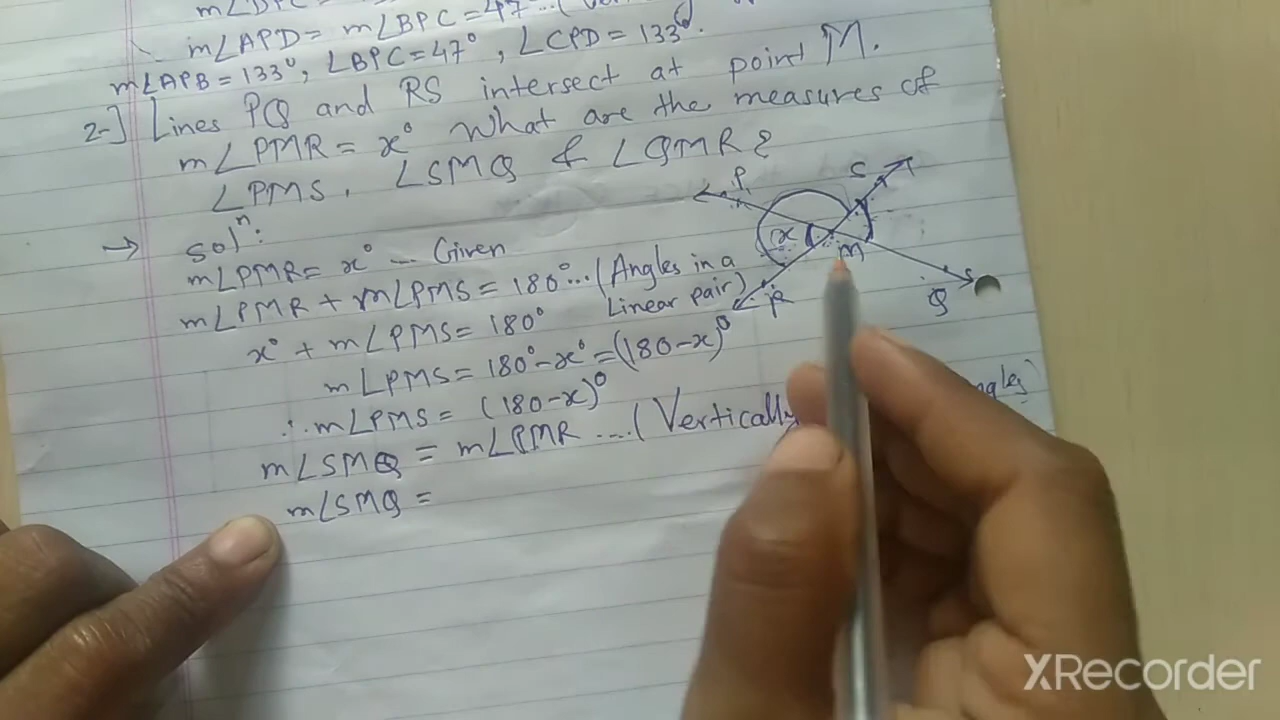 m∠BPC =
m∠APD = m∠BPC = 47°
m∠APB = 133°, ∠BPC = 47°, ∠CPD = 133°.
2-] Lines PQ and RS intersect at point M.
m∠PMR = x° What are the measures of
∠PMS, ∠SMQ & ∠QMR?
→ solⁿ:
m∠PMR = x° ... Given
m∠PMR + m∠PMS = 180° ... (Angles in a
Linear pair)
x° + m∠PMS = 180°
m∠PMS = 180° - x° = (180 - x)°
∴ m∠PMS = (180 - x)°
m∠SMQ = m∠PMR ... (Vertically
m∠SMQ =
P
S
x
M
R
Q
XRecorder